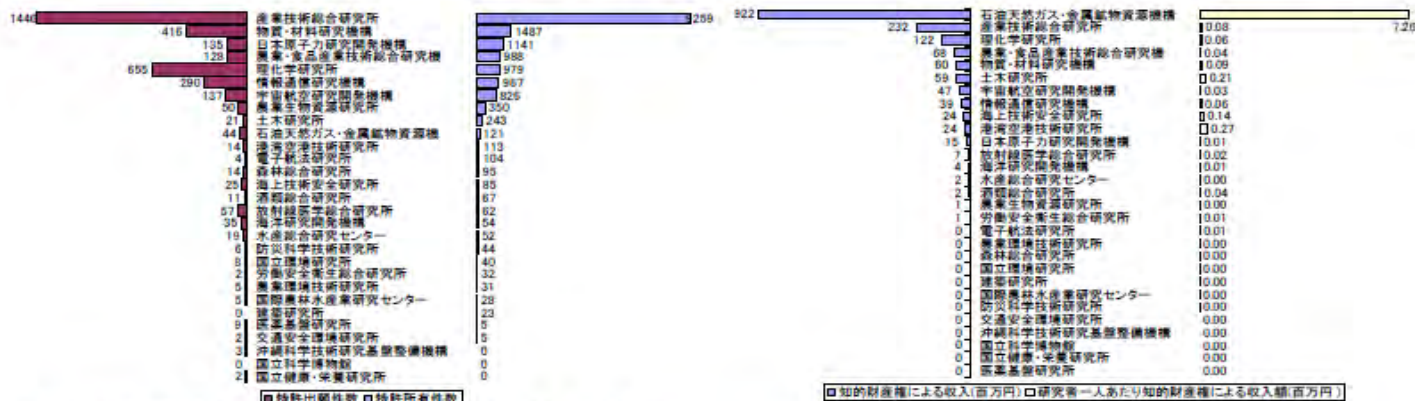 1446 産業技術総合研究所 259
416 物質・材料研究機構 1487
135 日本原子力研究開発機構 1141
128 農業・食品産業技術総合研究機 988
655 理化学研究所 979
290 情報通信研究機構 967
137 宇宙航空研究開発機構 826
50 農業生物資源研究所 350
21 土木研究所 243
44 石油天然ガス・金属鉱物資源機 121
14 港湾空港技術研究所 113
4 電子航法研究所 104
14 森林総合研究所 95
25 海上技術安全研究所 85
11 酒類総合研究所 67
57 放射線医学総合研究所 62
35 海洋研究開発機構 54
19 水産総合研究センター 52
6 防災科学技術研究所 44
8 国立環境研究所 40
2 労働安全衛生総合研究所 32
5 農業環境技術研究所 31
5 国際農林水産業研究センター 28
0 建築研究所 23
9 医薬基盤研究所 5
2 交通安全環境研究所 5
3 沖縄科学技術研究基盤整備機構 0
0 国立科学博物館 0
2 国立健康・栄養研究所 0
特許出願件数 特許所有件数
922 石油天然ガス・金属鉱物資源機構 7.26
232 産業技術総合研究所 0.08
122 理化学研究所 0.06
68 農業・食品産業技術総合研究機構 0.04
60 物質・材料研究機構 0.09
59 土木研究所 0.21
47 宇宙航空研究開発機構 0.03
39 情報通信研究機構 0.06
24 海上技術安全研究所 0.14
24 港湾空港技術研究所 0.27
15 日本原子力研究開発機構 0.01
7 放射線医学総合研究所 0.02
4 海洋研究開発機構 0.01
2 水産総合研究センター 0.00
2 酒類総合研究所 0.04
1 農業生物資源研究所 0.00
1 労働安全衛生総合研究所 0.01
0 電子航法研究所 0.01
0 農業環境技術研究所 0.00
0 森林総合研究所 0.00
0 国立環境研究所 0.00
0 建築研究所 0.00
0 国際農林水産業研究センター 0.00
0 防災科学技術研究所 0.00
0 交通安全環境研究所 0.00
0 沖縄科学技術研究基盤整備機構 0.00
0 国立科学博物館 0.00
0 国立健康・栄養研究所 0.00
0 医薬基盤研究所 0.00
知的財産権による収入(百万円) 研究者一人あたり知的財産権による収入額(百万円)